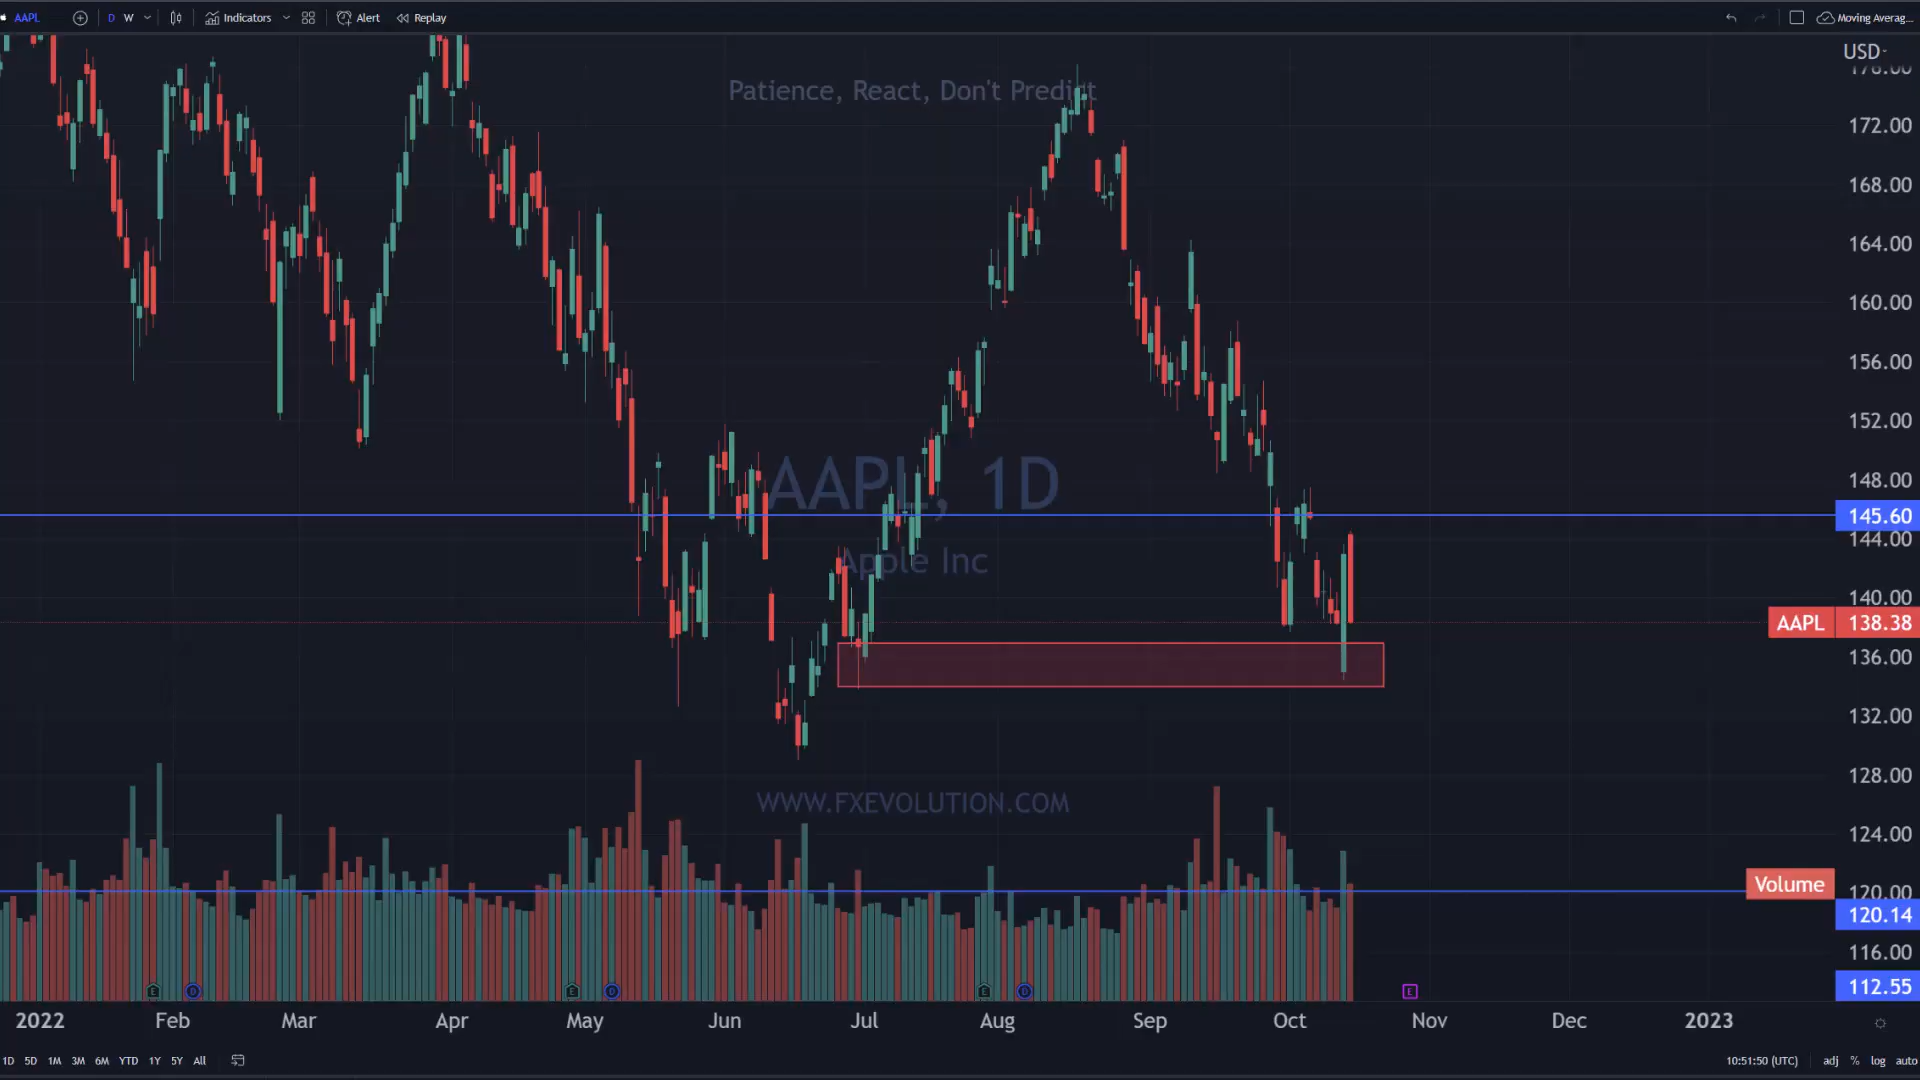 AAPL D W Indicators Alert Replay Moving Averag...
USD
178.00
Patience, React, Don't Predict
172.00
168.00
164.00
160.00
156.00
152.00
AAPL, 1D
148.00
145.60
144.00
Apple Inc
140.00
AAPL 138.38
136.00
132.00
128.00
WWW.FXEVOLUTION.COM
124.00
Volume
120.00
120.14
116.00
112.55
E D E D E D E
2022 Feb Mar Apr May Jun Jul Aug Sep Oct Nov Dec 2023
1D 5D 1M 3M 6M YTD 1Y 5Y All 10:51:50 (UTC) adj % log auto